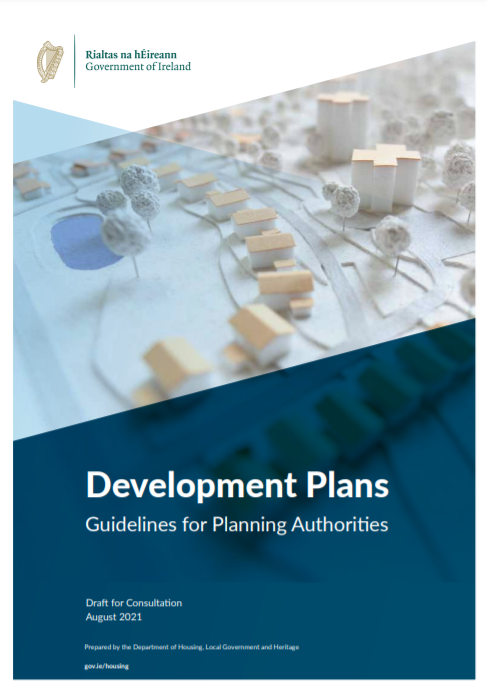 Rialtas na hÉireann
Government of Ireland
Development Plans
Guidelines for Planning Authorities
Draft for Consultation
August 2021
Prepared by the Department of Housing, Local Government and Heritage
gov.ie/housing